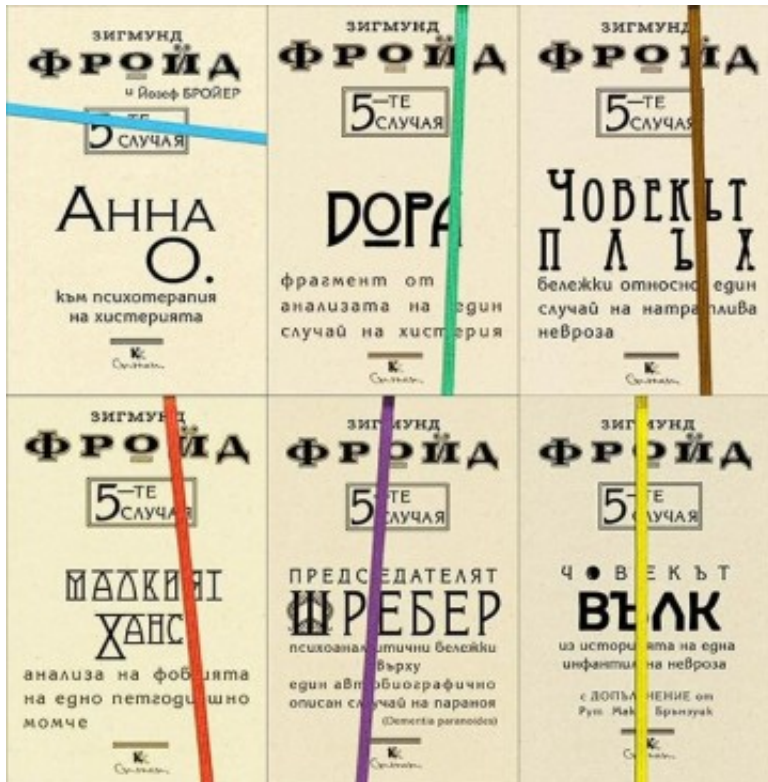 ЗИГМУНД
ФРОЙД
и Йозеф БРОЙЕР
5-ТЕ
СЛУЧАЯ
АННА
О.
към психотерапия
на хистерията
ЗИГМУНД
ФРОЙД
5-ТЕ
СЛУЧАЯ
ДОРА
фрагмент от
анализата на един
случай на хистерия
ЗИГМУНД
ФРОЙД
5-ТЕ
СЛУЧАЯ
ЧОВЕКЪТ
ПЛЪХ
бележки относно един
случай на натраплива
невроза
ЗИГМУНД
ФРОЙД
5-ТЕ
СЛУЧАЯ
МАЛКИЯТ
ХАНС
анализа на фобията
на едно петгодишно
момче
ЗИГМУНД
ФРОЙД
5-ТЕ
СЛУЧАЯ
ПРЕДСЕДАТЕЛЯТ
ШРЕБЕР
психоаналитични бележки
върху
един автобиографично
описан случай на параноя
(Dementia paranoides)
ЗИГМУНД
ФРОЙД
5-ТЕ
СЛУЧАЯ
ЧОВЕКЪТ
ВЪЛК
из историята на една
инфантилна невроза
с ДОПЪЛНЕНИЕ от
Рут Мак Брънзуик